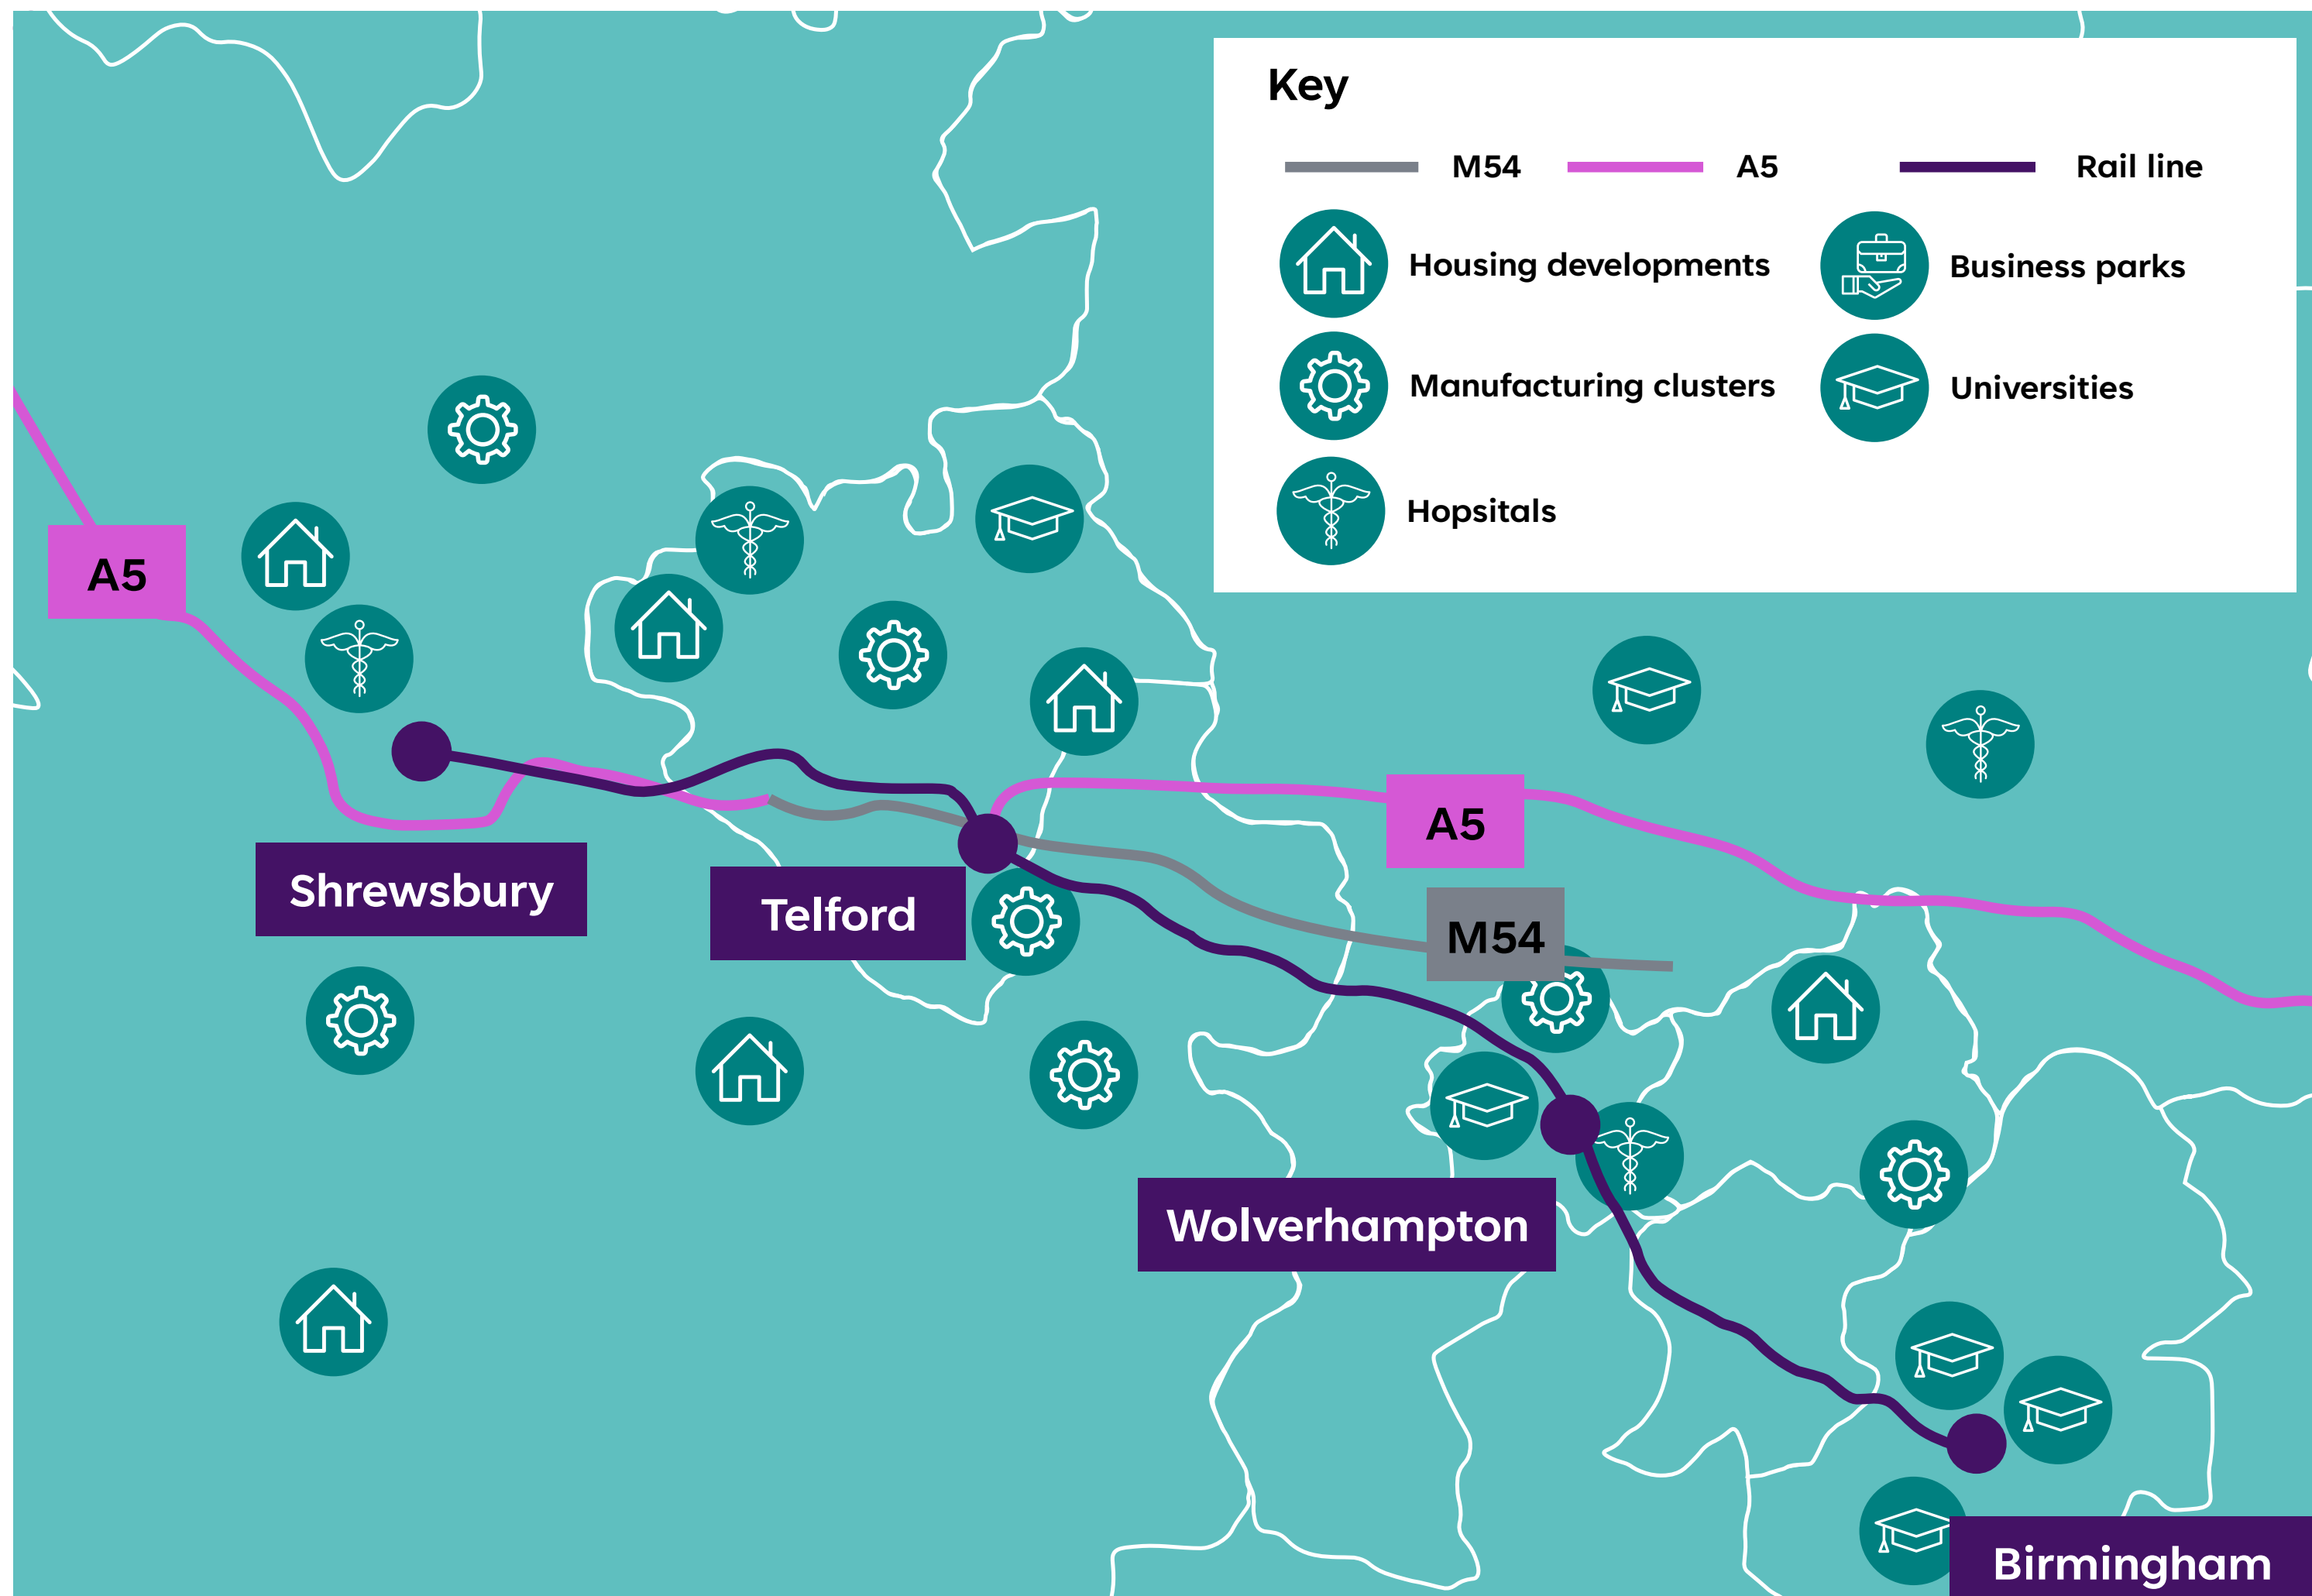 Key
M54 A5 Rail line
Housing developments Business parks
Manufacturing clusters Universities
Hopsitals
A5
A5
Shrewsbury
Telford
M54
Wolverhampton
Birmingham